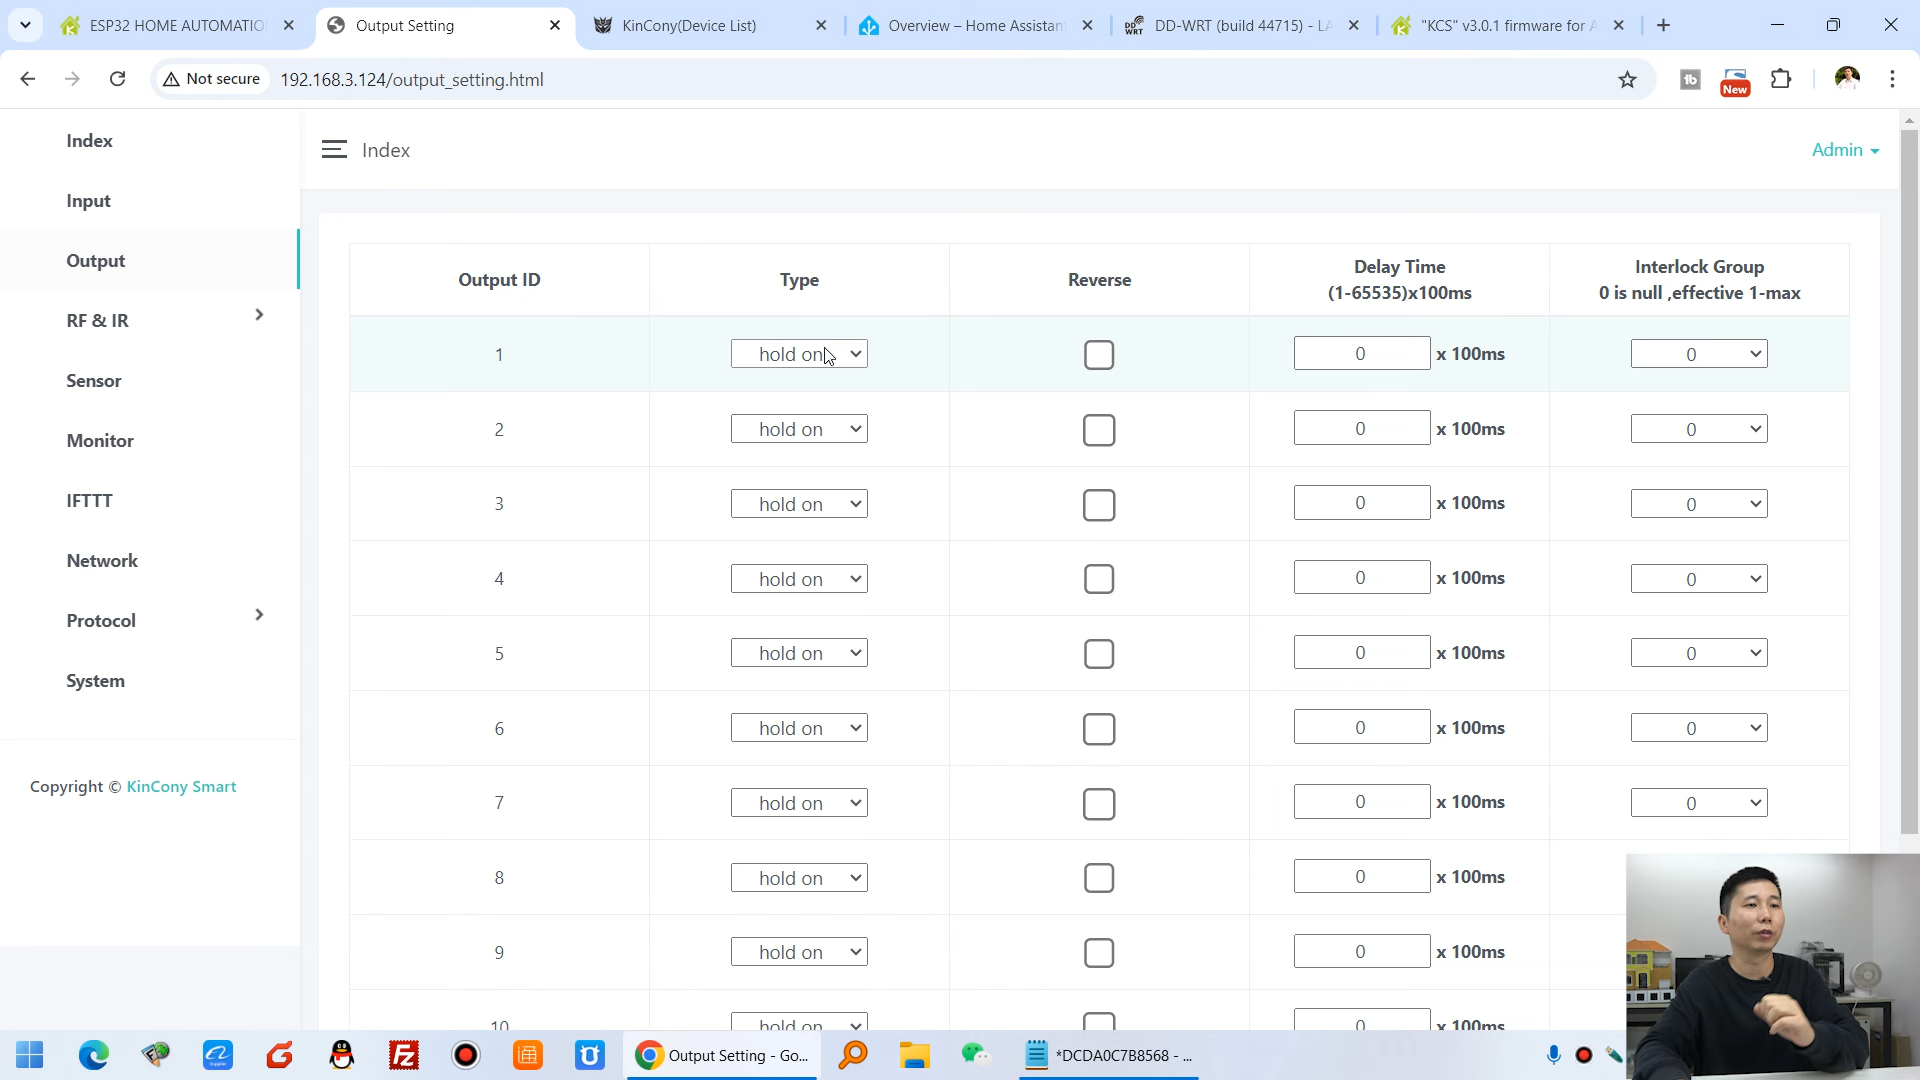 ESP32 HOME AUTOMATIO
Output Setting
KinCony(Device List)
Overview – Home Assistan
DD-WRT (build 44715) - LA
"KCS" v3.0.1 firmware for A
Not secure
192.168.3.124/output_setting.html
New
Index
Input
Output
RF & IR
Sensor
Monitor
IFTTT
Network
Protocol
System
Copyright © KinCony Smart
Index
Admin
Output ID Type Reverse Delay Time (1-65535)x100ms Interlock Group 0 is null ,effective 1-max
1 hold on 0 x 100ms 0
2 hold on 0 x 100ms 0
3 hold on 0 x 100ms 0
4 hold on 0 x 100ms 0
5 hold on 0 x 100ms 0
6 hold on 0 x 100ms 0
7 hold on 0 x 100ms 0
8 hold on 0 x 100ms
9 hold on 0 x 100ms
10 hold on 0 x 100ms
Output Setting - Go...
*DCDA0C7B8568 - ...